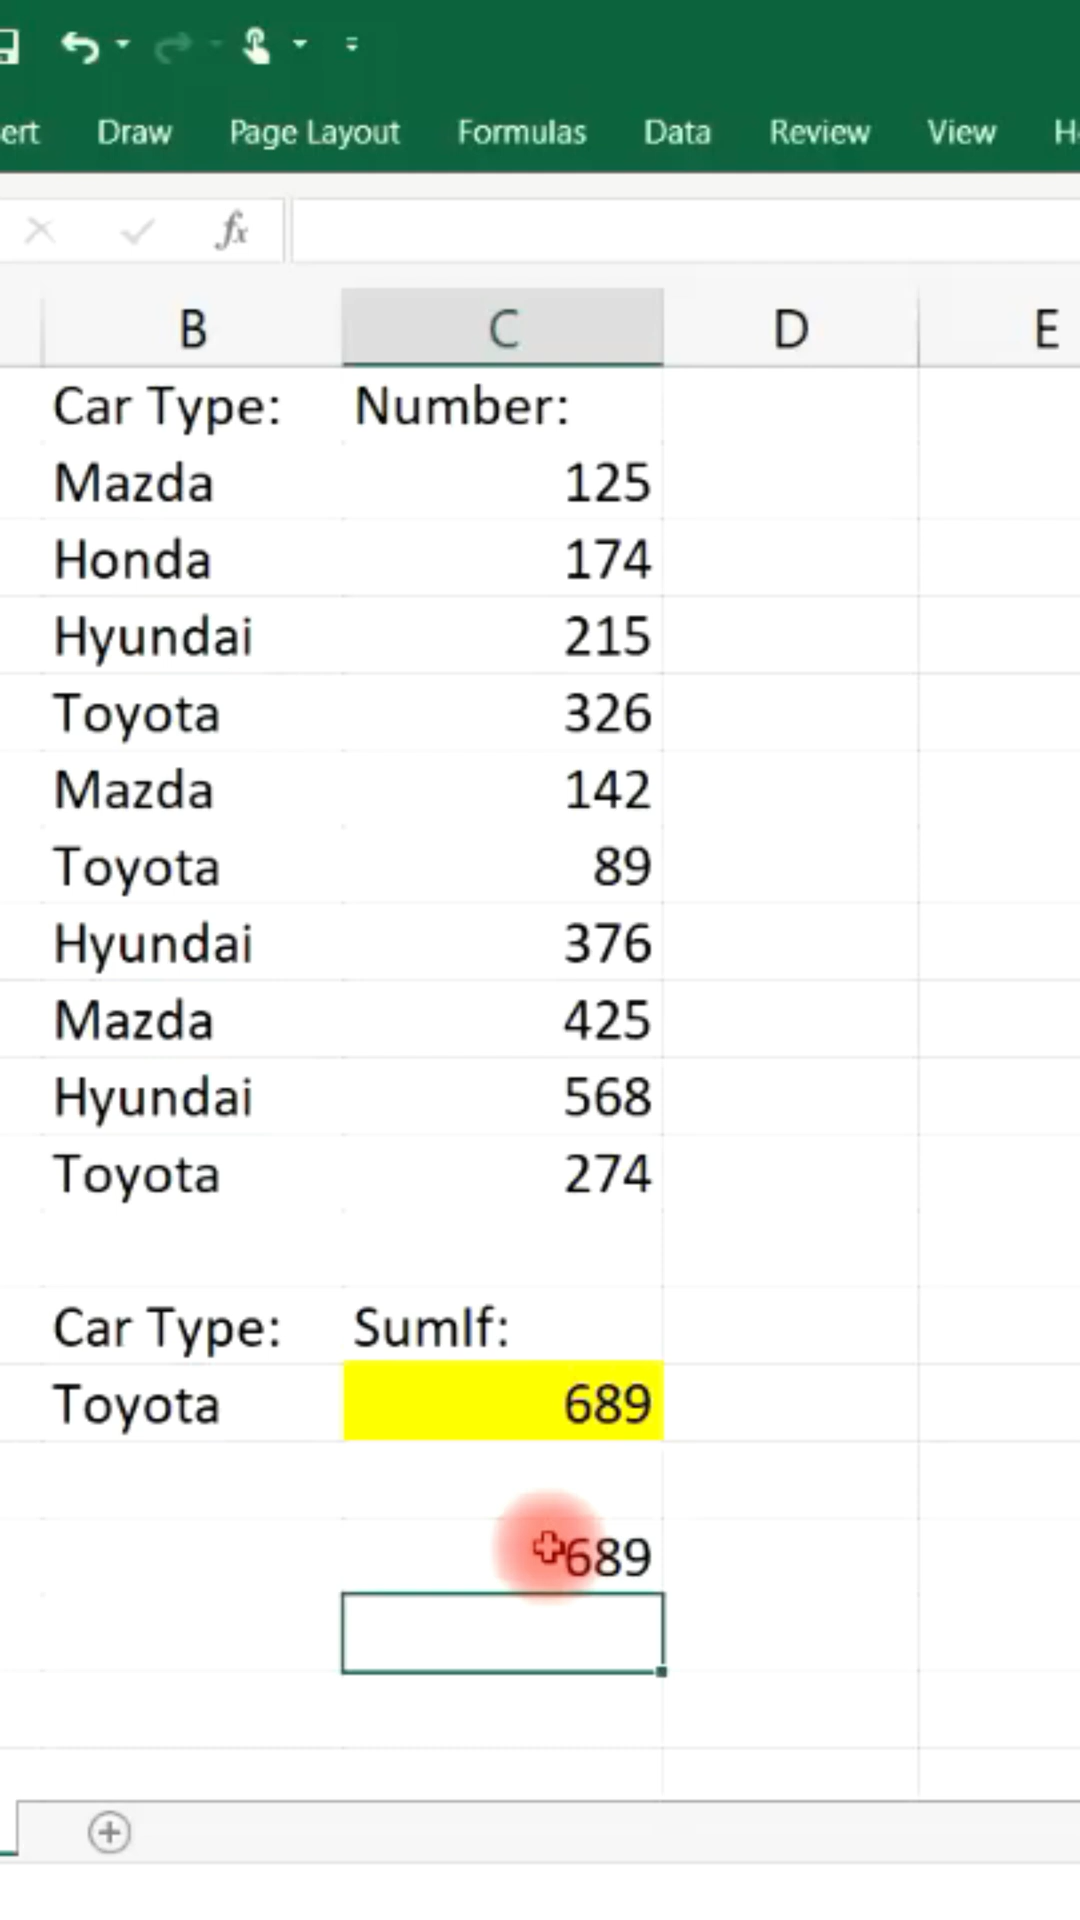 ert Draw Page Layout Formulas Data Review View H
fx
B C D E
Car Type: Number:
Mazda 125
Honda 174
Hyundai 215
Toyota 326
Mazda 142
Toyota 89
Hyundai 376
Mazda 425
Hyundai 568
Toyota 274
Car Type: SumIf:
Toyota 689
689